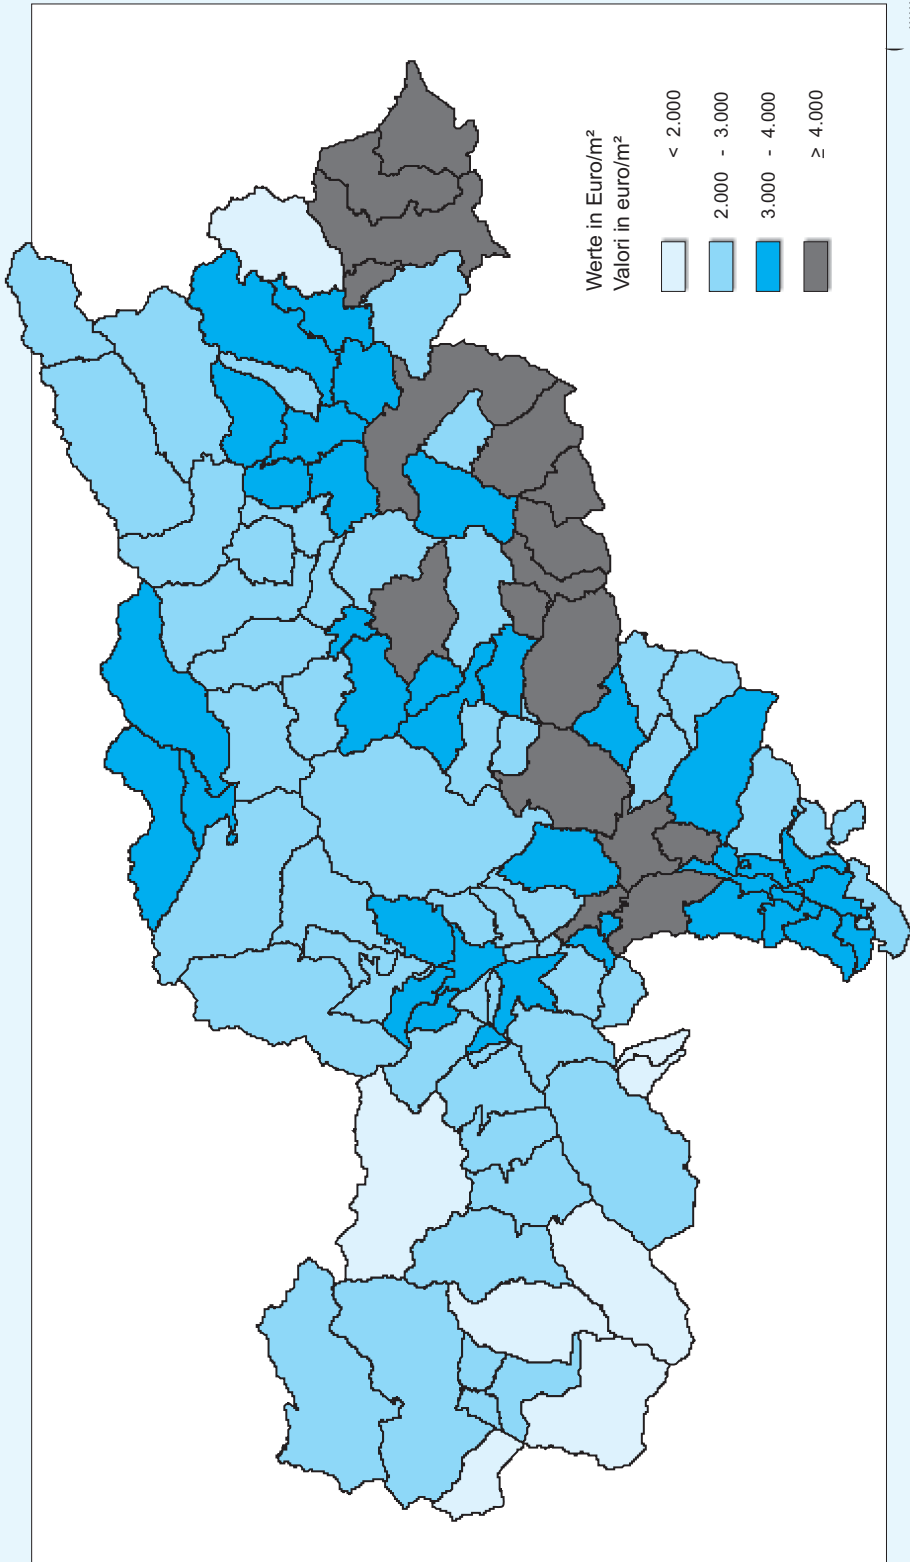 Werte in Euro/m²
Valori in euro/m²
< 2.000
2.000 - 3.000
3.000 - 4.000
≥ 4.000